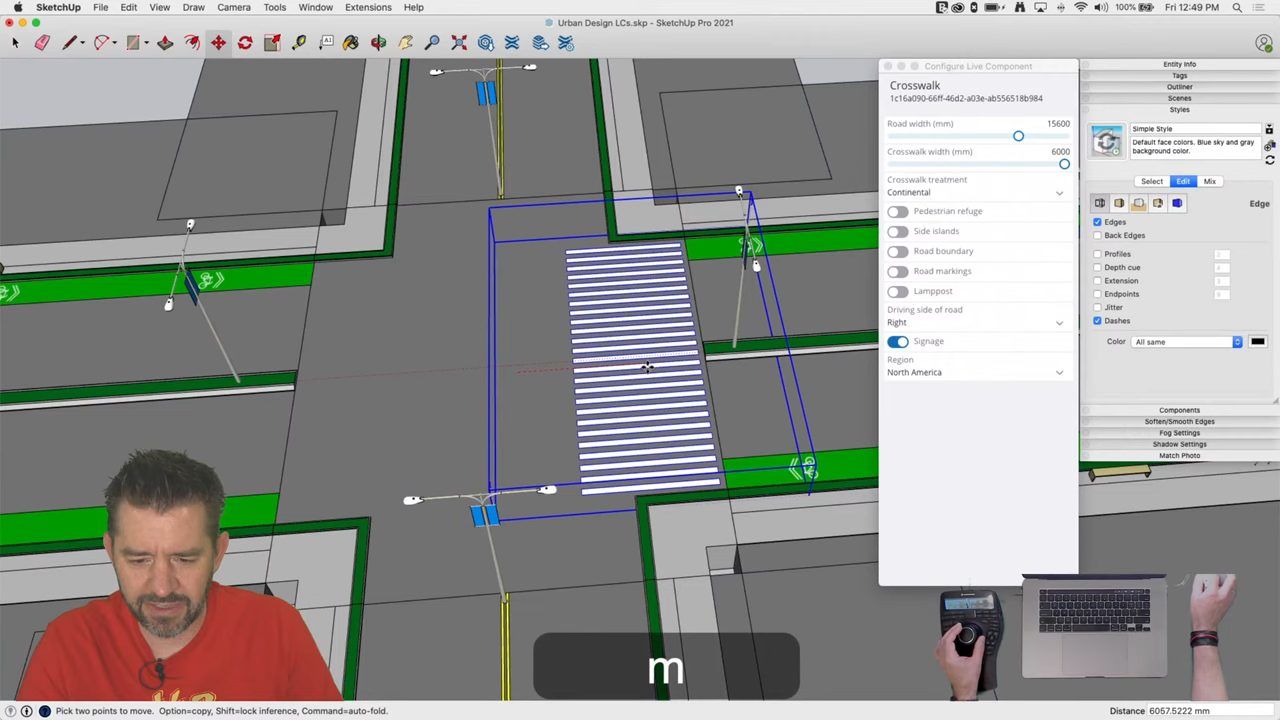 SketchUp File Edit View Draw Camera Tools Window Extensions Help
100% Fri 12:49 PM
Urban Design LCs.skp - SketchUp Pro 2021
Configure Live Component
Crosswalk
1c16a090-66ff-46d2-a03e-ab556518b984
Road width (mm) 15600
Crosswalk width (mm) 6000
Crosswalk treatment
Continental
Pedestrian refuge
Side islands
Road boundary
Road markings
Lamppost
Driving side of road
Right
Signage
Region
North America
Entity Info
Tags
Outliner
Scenes
Styles
Simple Style
Default face colors. Blue sky and gray
background color.
Select Edit Mix
Edge
Edges
Back Edges
Profiles
Depth cue
Extension
Endpoints
Jitter
Dashes
Color All same
Components
Soften/Smooth Edges
Fog Settings
Shadow Settings
Match Photo
m
Pick two points to move. Option=copy, Shift=lock inference, Command=auto-fold.
Distance 6057.5222 mm